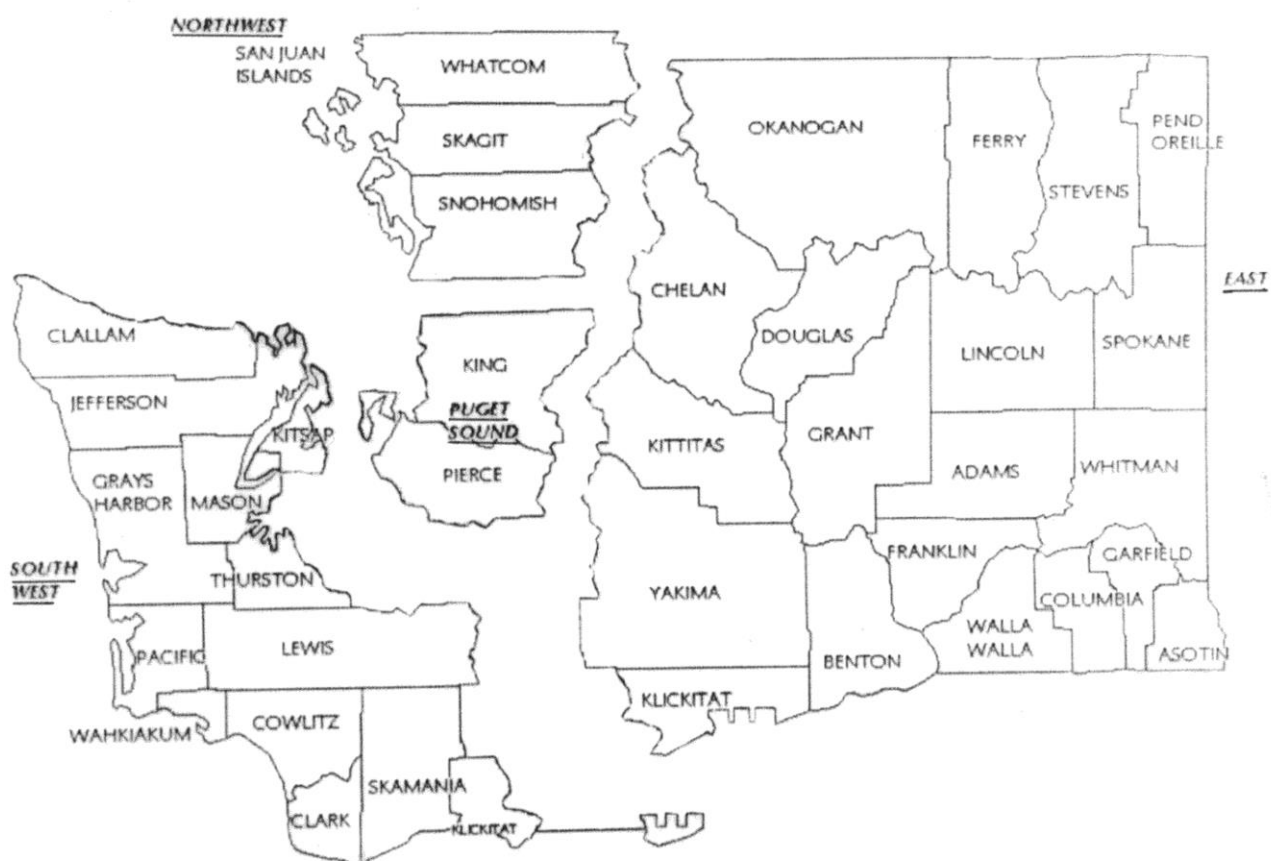 NORTHWEST
SAN JUAN
ISLANDS
WHATCOM
SKAGIT
SNOHOMISH
OKANOGAN
FERRY
PEND
OREILLE
STEVENS
EAST
CHELAN
DOUGLAS
LINCOLN
SPOKANE
CLALLAM
JEFFERSON
KITSAP
KING
PUGET
SOUND
PIERCE
KITTITAS
GRANT
ADAMS
WHITMAN
GRAYS
HARBOR
MASON
SOUTH
WEST
THURSTON
YAKIMA
FRANKLIN
GARFIELD
COLUMBIA
WALLA
WALLA
BENTON
ASOTIN
PACIFIC
LEWIS
KLICKITAT
WAHKIAKUM
COWLITZ
SKAMANIA
CLARK
KLICKITAT